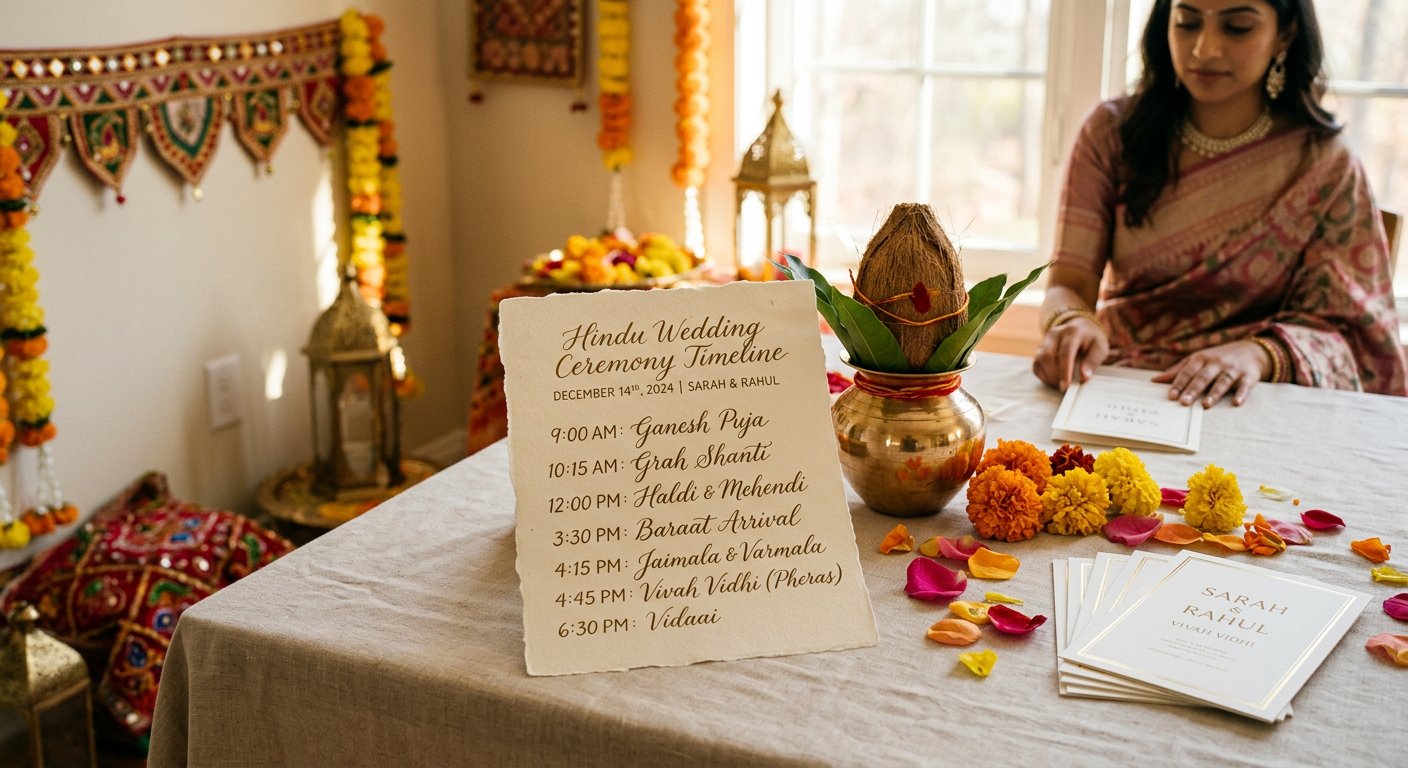 Hindu Wedding
Ceremony Timeline
DECEMBER 14TH, 2024 | SARAH & RAHUL
9:00 AM: Ganesh Puja
10:15 AM: Grah Shanti
12:00 PM: Haldi & Mehendi
3:30 PM: Baraat Arrival
4:15 PM: Jaimala & Varmala
4:45 PM: Vivah Vidhi (Pheras)
6:30 PM: Vidaai
SARAH
&
RAHUL
VIVAH VIDHI
SARAH
&